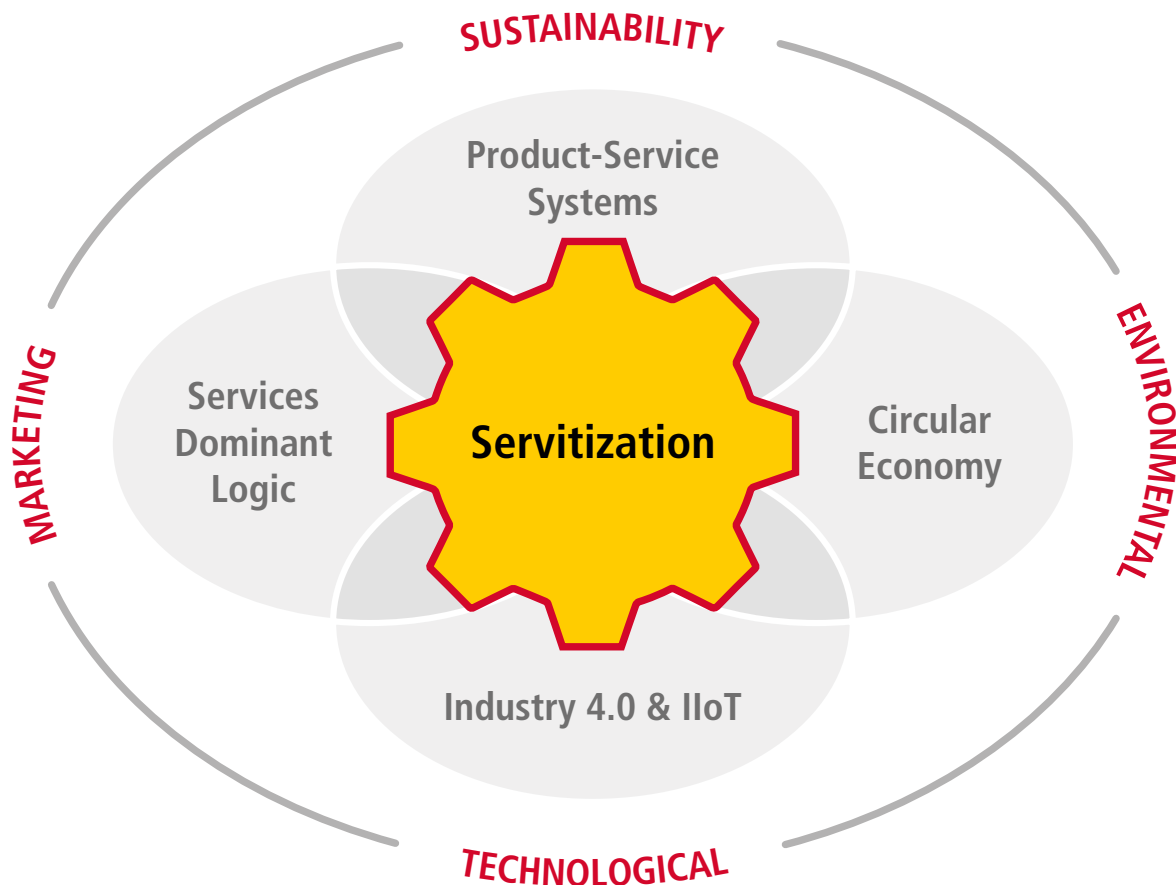 SUSTAINABILITY
Product-Service
Systems
MARKETING
Services
Dominant
Logic
Servitization
Circular
Economy
ENVIRONMENTAL
Industry 4.0 & IIoT
TECHNOLOGICAL